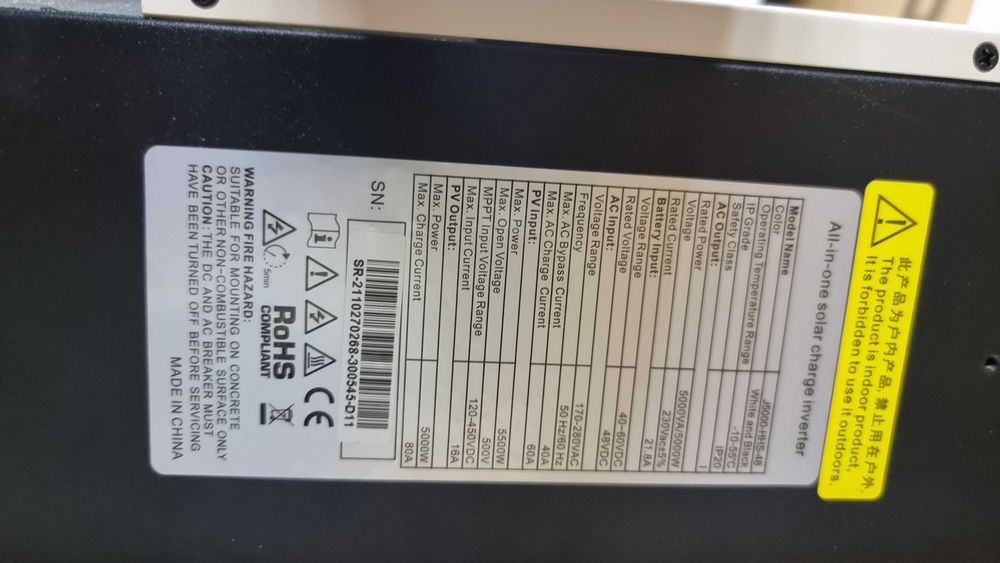 此产品为户内产品,禁止用在户外.
The product is indoor product,
It is forbidden to use it outdoors.
All-in-one solar charge inverter
Model Name J5000-HHS-48
Color White and Black
Operating Temperature Range -10-55°C
IP Grade IP20
Safety Class I
AC Output:
Rated Power 5000VA/5000W
Voltage 230Vac±5%
Rated Current 21.8A
Battery Input:
Voltage Range 40-60VDC
Rated Voltage 48VDC
AC Input:
Voltage Range 170-280VAC
Frequency 50 Hz/60 Hz
Max. AC Bypass Current 40A
Max. AC Charge Current 60A
PV Input:
Max. Power 5500W
Max. Open Voltage 500V
MPPT Input Voltage Range 120-450VDC
Max. Input Current 16A
PV Output:
Max. Power 5000W
Max. Charge Current 80A
SN:
SR-2110270268-300545-D11
5min
RoHS
COMPLIANT
CE
WARNING FIRE HAZARD:
SUITABLE FOR MOUNTING ON CONCRETE
OR OTHER NON-COMBUSTIBLE SURFACE ONLY
CAUTION: THE DC AND AC BREAKER MUST
HAVE BEEN TURNED OFF BEFORE SERVICING
MADE IN CHINA